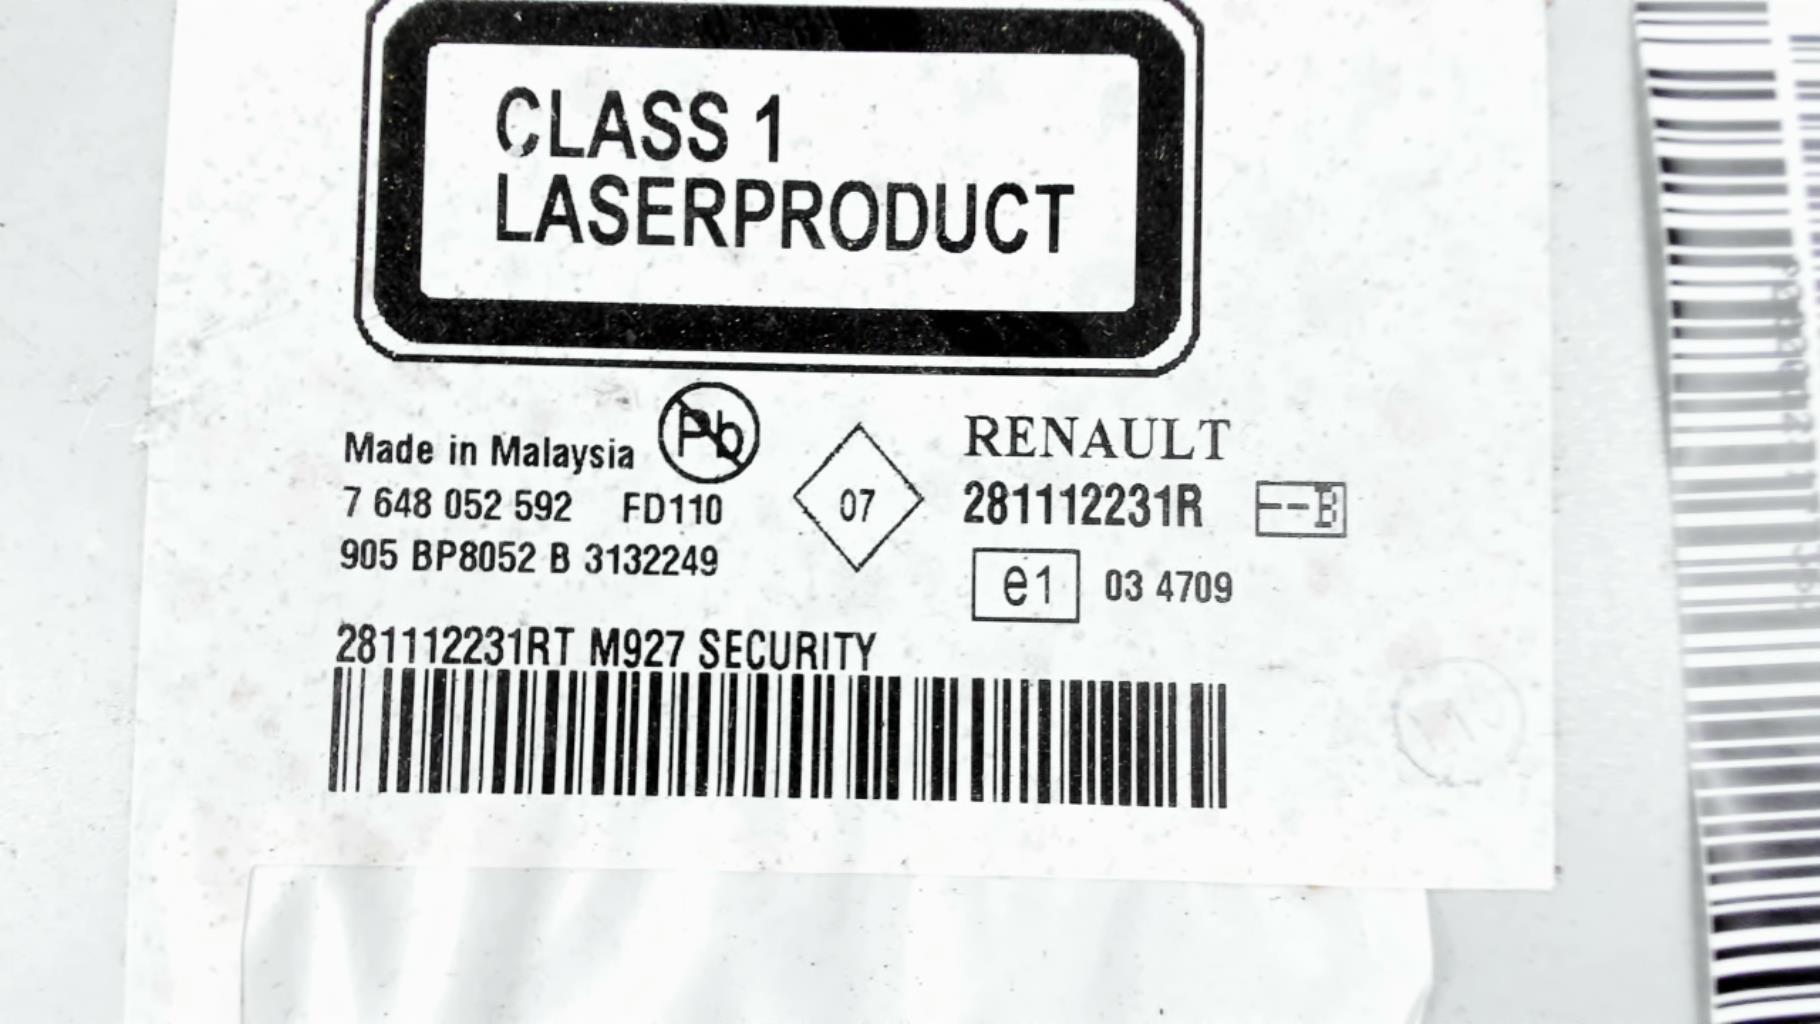 CLASS 1
LASERPRODUCT
Made in Malaysia Pb
7 648 052 592 FD110
905 BP8052 B 3132249
07
RENAULT
281112231R --B
e1 03 4709
281112231RT M927 SECURITY